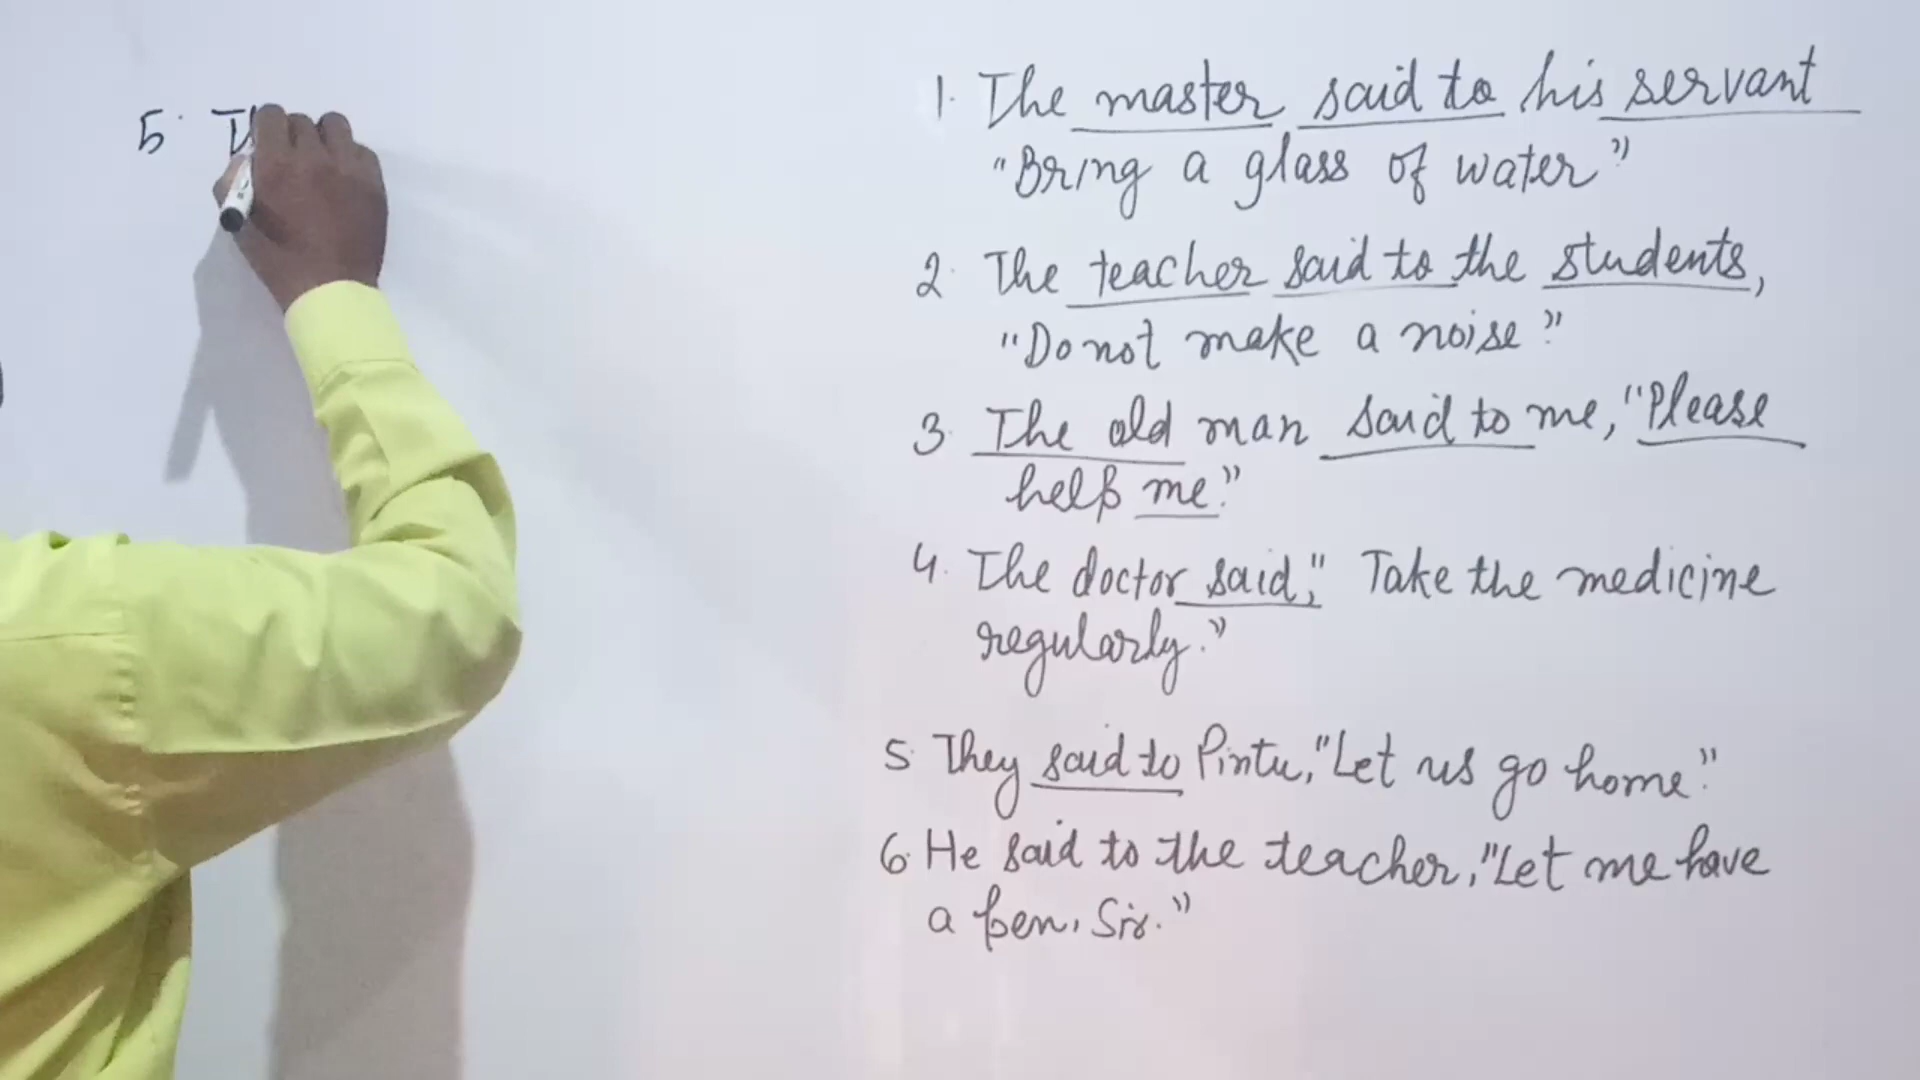 5. Th
1. The master said to his servant
"Bring a glass of water"
2. The teacher said to the students,
"Do not make a noise"
3. The old man said to me, "Please
help me."
4. The doctor said," Take the medicine
regularly."
5. They said to Pintu, "Let us go home."
6. He said to the teacher, "Let me have
a pen, Sir."